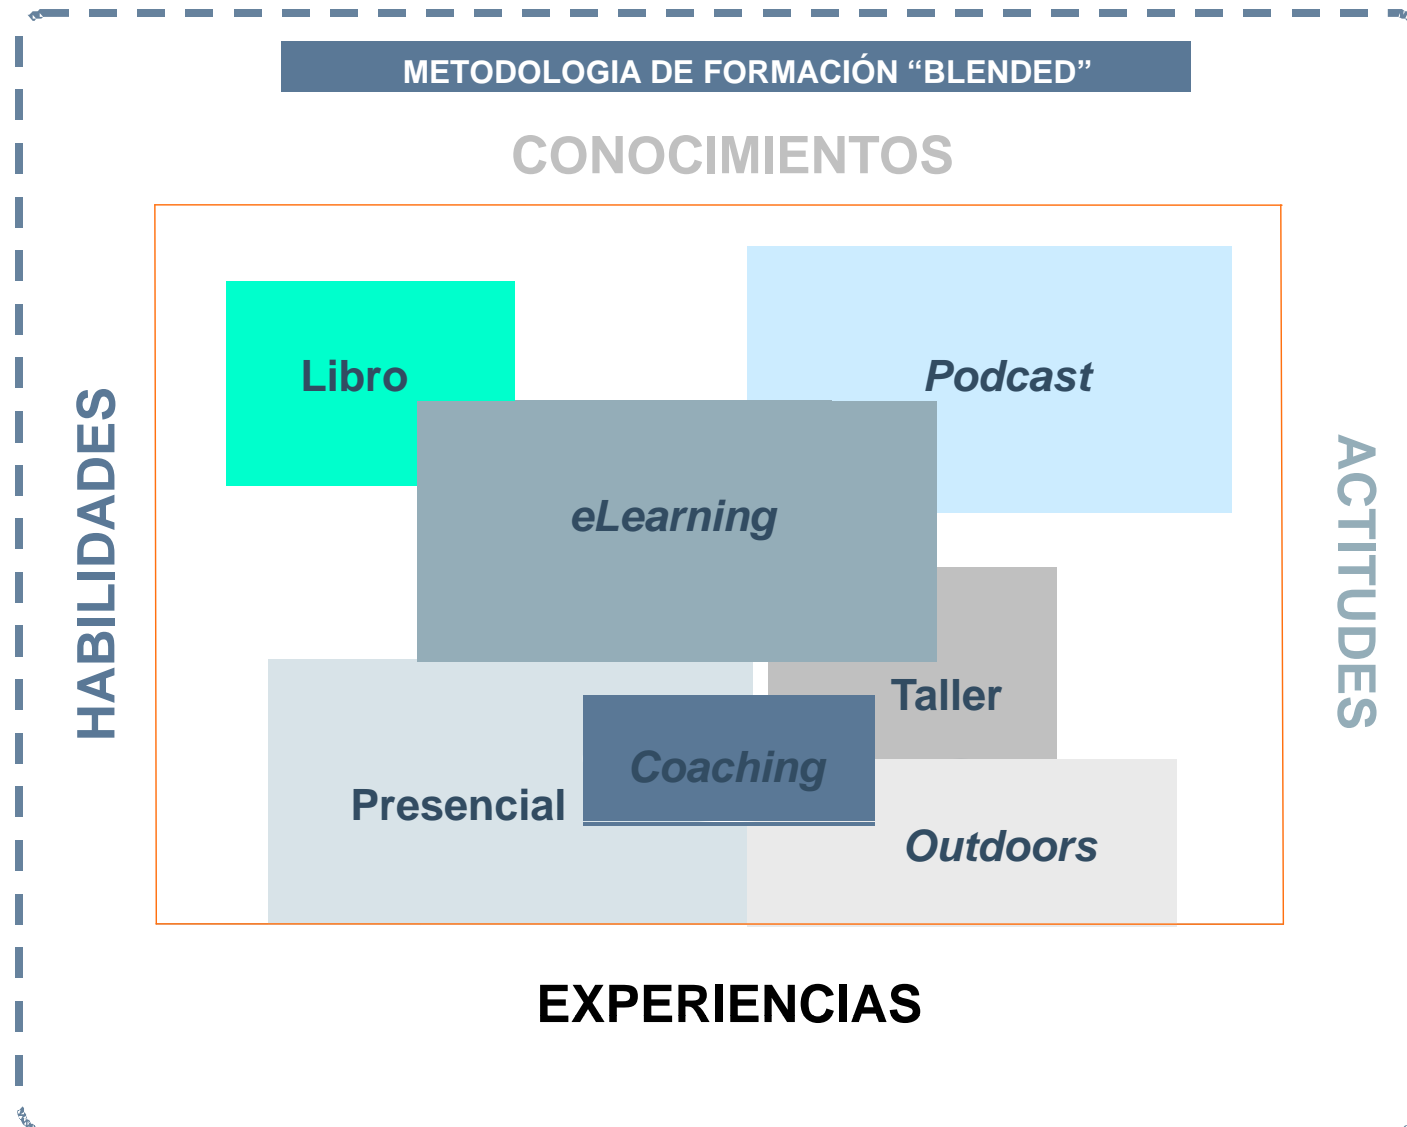 METODOLOGIA DE FORMACIÓN “BLENDED”
CONOCIMIENTOS
Libro
Podcast
HABILIDADES
eLearning
ACTITUDES
Taller
Coaching
Presencial
Outdoors
EXPERIENCIAS